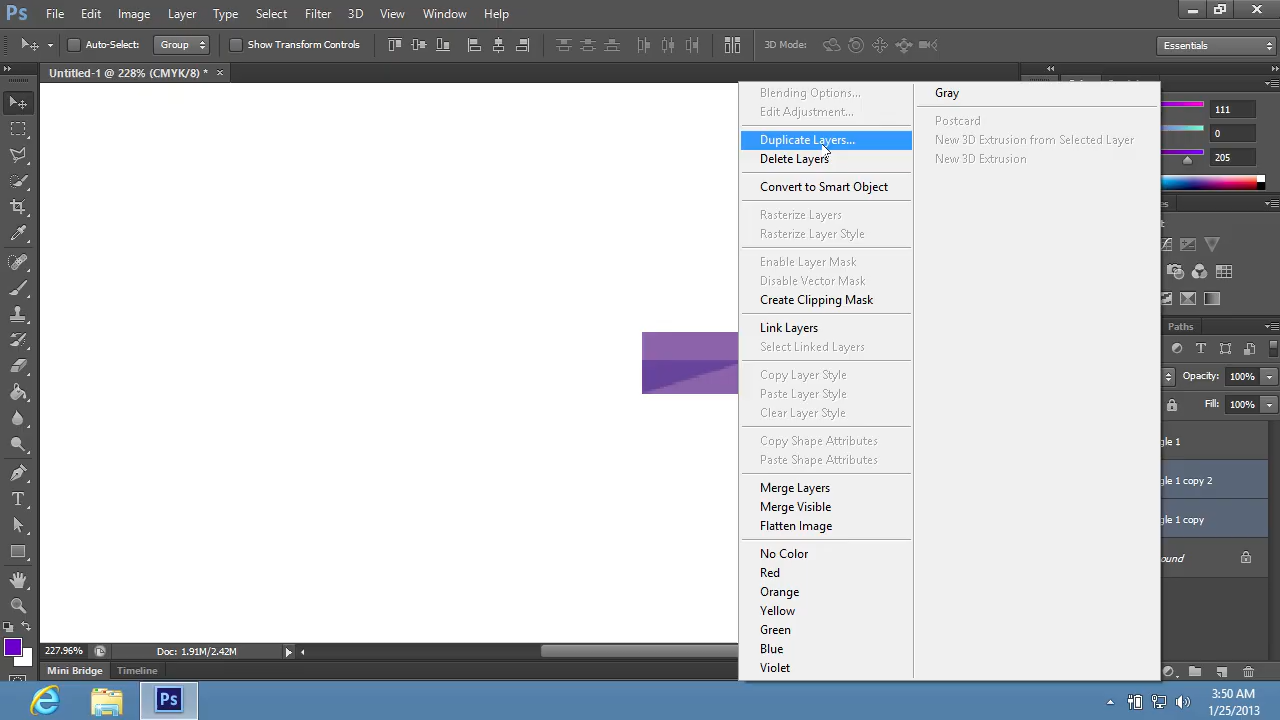 Ps File Edit Image Layer Type Select Filter 3D View Window Help
Auto-Select: Group Show Transform Controls 3D Mode: Essentials
Untitled-1 @ 228% (CMYK/8) *
Blending Options...
Edit Adjustment...
Duplicate Layers...
Delete Layers
Convert to Smart Object
Rasterize Layers
Rasterize Layer Style
Enable Layer Mask
Disable Vector Mask
Create Clipping Mask
Link Layers
Select Linked Layers
Copy Layer Style
Paste Layer Style
Clear Layer Style
Copy Shape Attributes
Paste Shape Attributes
Merge Layers
Merge Visible
Flatten Image
No Color
Red
Orange
Yellow
Green
Blue
Violet
Gray
Postcard
New 3D Extrusion from Selected Layer
New 3D Extrusion
111
0
205
Paths
Opacity: 100%
Fill: 100%
gle 1
gle 1 copy 2
gle 1 copy
ound
227.96% Doc: 1.91M/2.42M
Mini Bridge Timeline
Ps
3:50 AM
1/25/2013